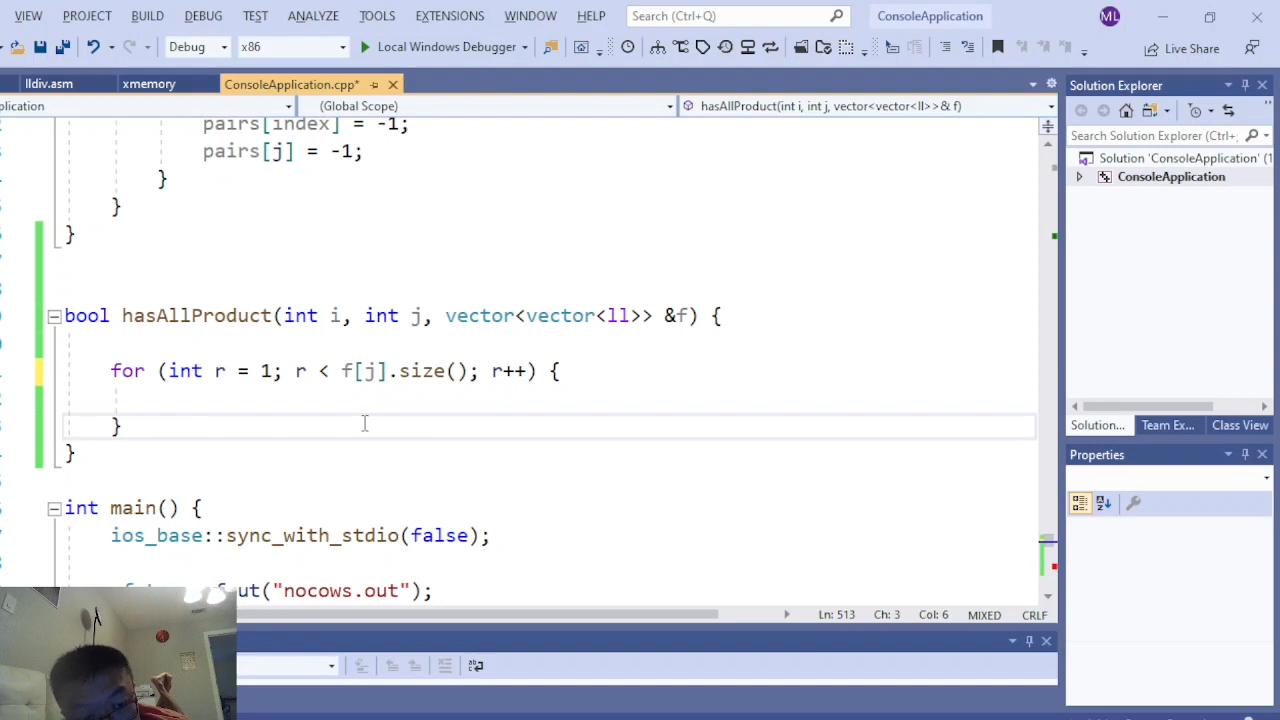 VIEW PROJECT BUILD DEBUG TEST ANALYZE TOOLS EXTENSIONS WINDOW HELP Search (Ctrl+Q) ConsoleApplication ML
Debug x86 Local Windows Debugger Live Share
lldiv.asm xmemory ConsoleApplication.cpp*
plication (Global Scope) hasAllProduct(int i, int j, vector<vector<ll>>& f)
pairs[index] = -1;
pairs[j] = -1;
}
}
}
bool hasAllProduct(int i, int j, vector<vector<ll>> &f) {
for (int r = 1; r < f[j].size(); r++) {
}
}
int main() {
ios_base::sync_with_stdio(false);
ut("nocows.out");
Ln: 513 Ch: 3 Col: 6 MIXED CRLF
Solution Explorer
Search Solution Explorer (Ctrl+;
Solution 'ConsoleApplication' (1
ConsoleApplication
Solution... Team Ex... Class View
Properties